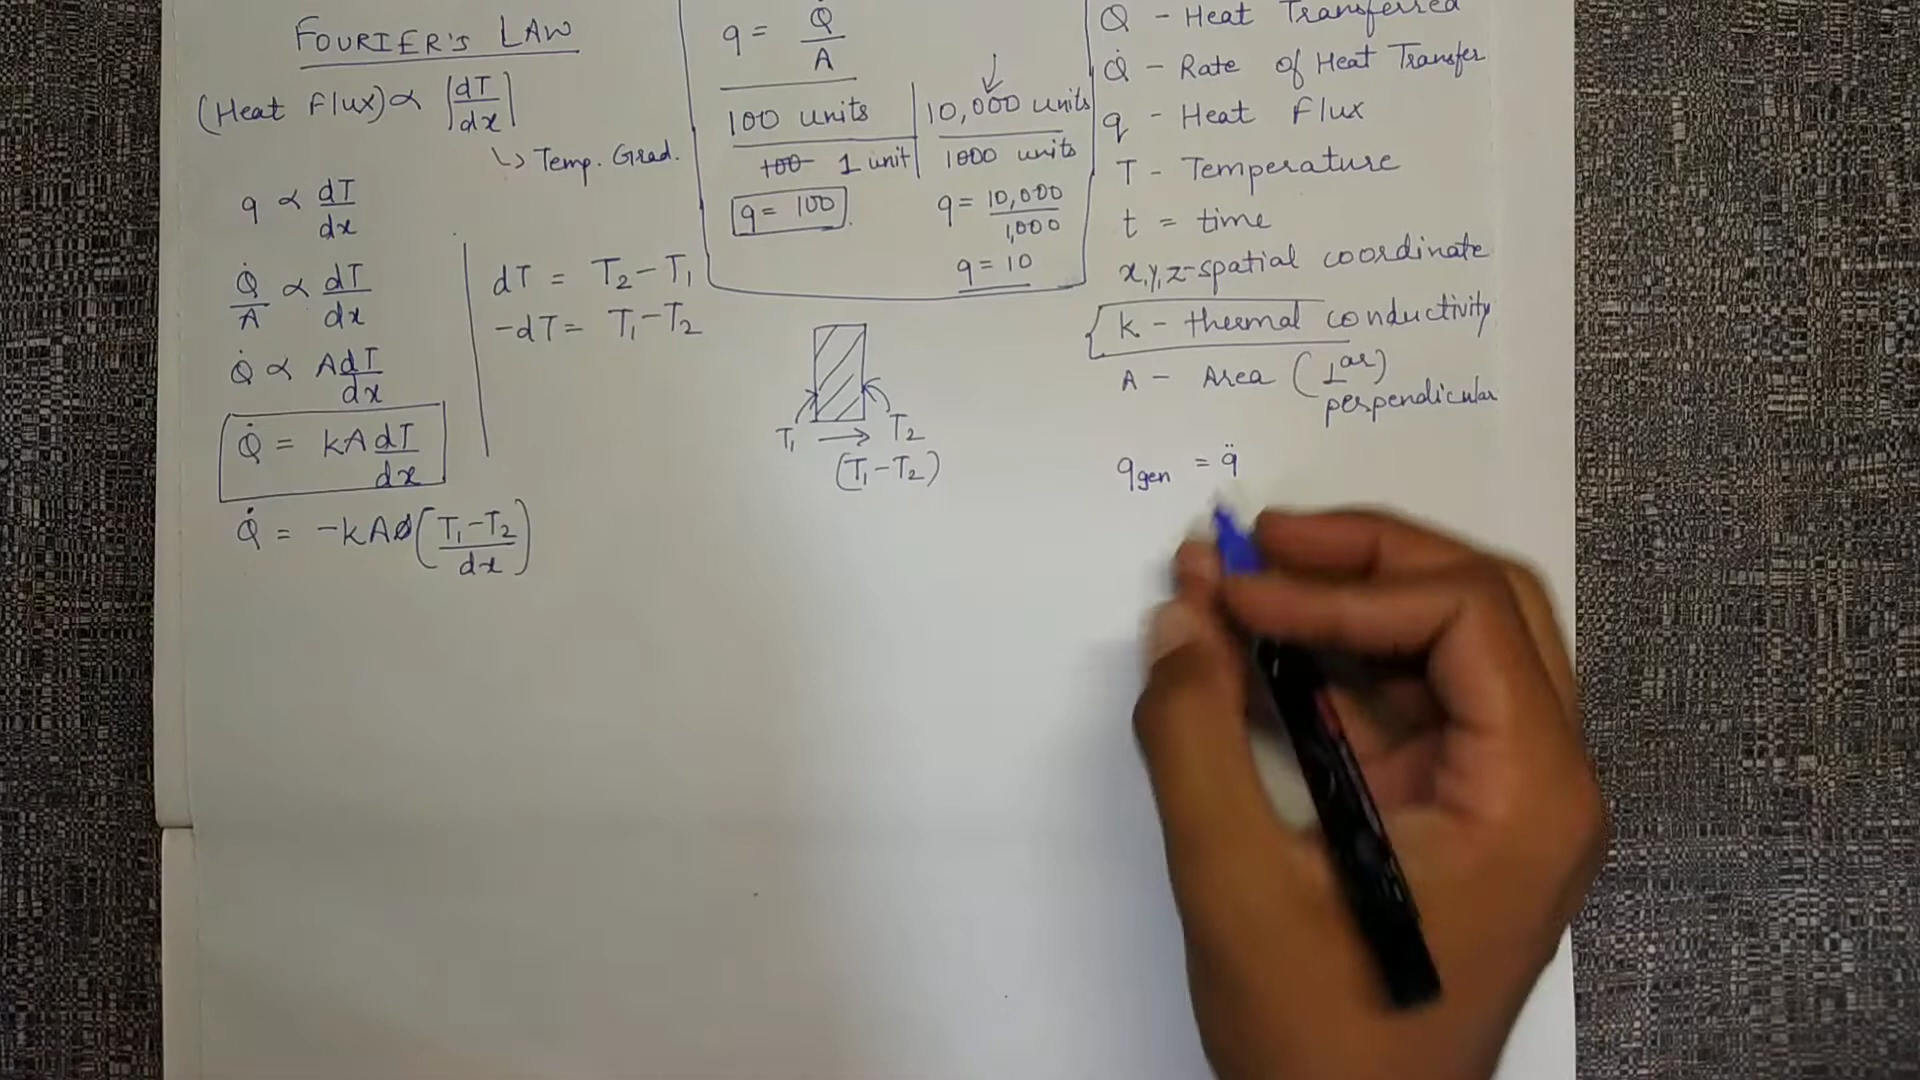 FOURIER'S LAW
(Heat Flux) ∝ |dT/dx|
↳ Temp. Grad.
q ∝ dT/dx
Q̇/A ∝ dT/dx
Q̇ ∝ A dT/dx
Q̇ = kA dT/dx
Q̇ = -kA (T₁-T₂/dx)
dT = T₂-T₁
-dT = T₁-T₂
q = Q̇/A
100 units
100 1 unit
q = 100
10,000 units
1000 units
q = 10,000/1,000
q = 10
T₁ → T₂
(T₁-T₂)
Q - Heat Transferred
Q̇ - Rate of Heat Transfer
q - Heat Flux
T - Temperature
t = time
x,y,z-spatial coordinate
k - thermal conductivity
A - Area (⊥ar)
perpendicular
qgen = q̈